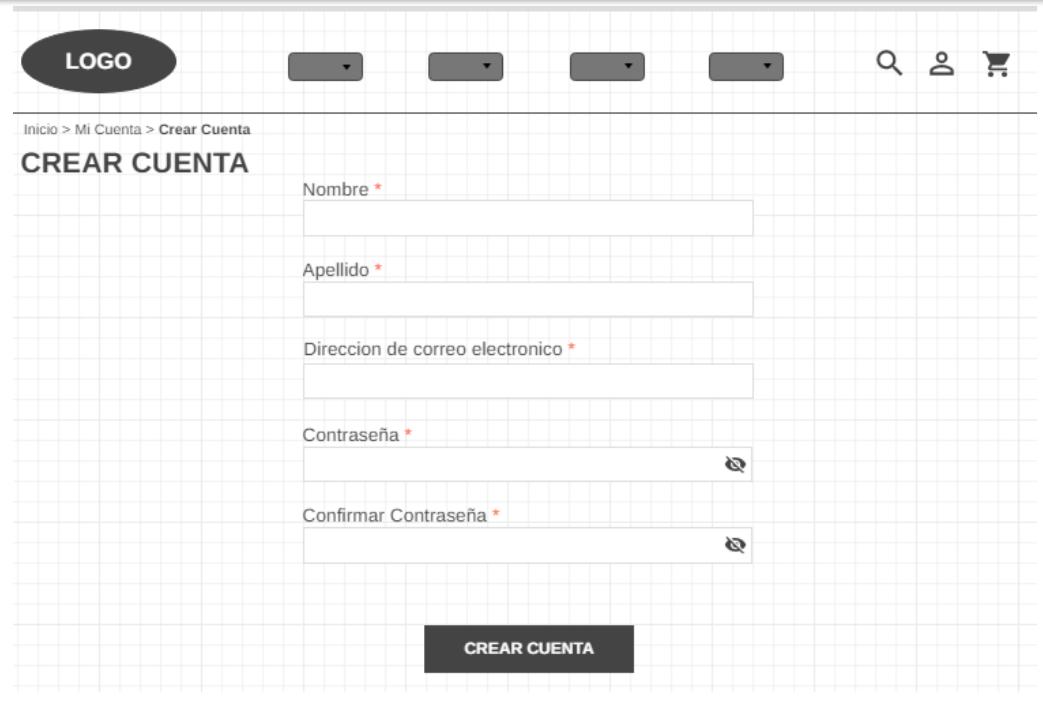 LOGO
Inicio > Mi Cuenta > Crear Cuenta
CREAR CUENTA
Nombre *
Apellido *
Direccion de correo electronico *
Contraseña *
Confirmar Contraseña *
CREAR CUENTA